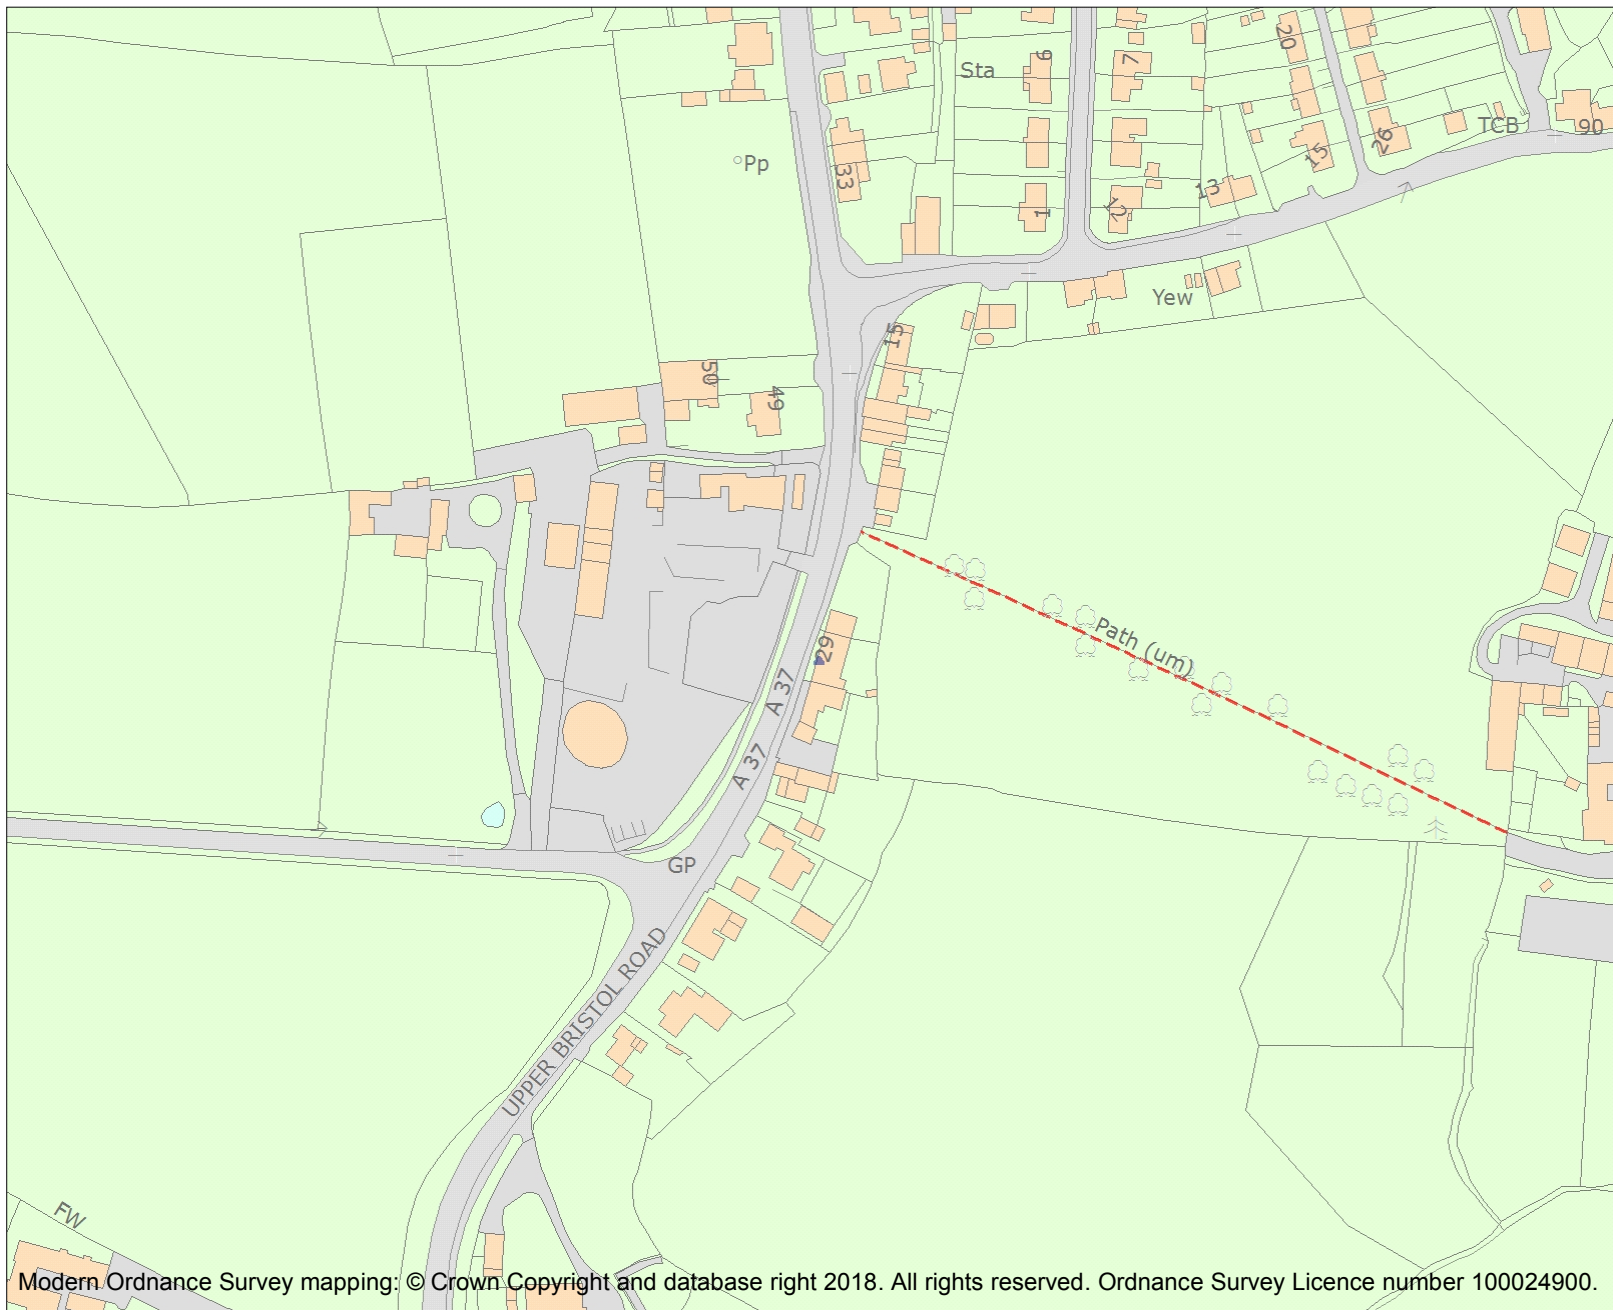 20
9
7
Sta
TCB
90
26
15
Pp
33
13
1
12
Yew
15
50
49
Path (um)
29
A 37
A 37
GP
UPPER BRISTOL ROAD
FW
Modern Ordnance Survey mapping: © Crown Copyright and database right 2018. All rights reserved. Ordnance Survey Licence number 100024900.